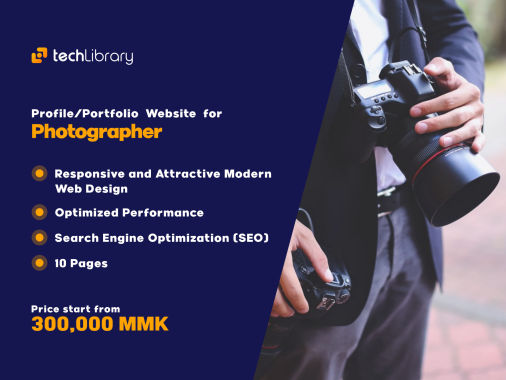 techLibrary
Profile/Portfolio Website for
Photographer
Responsive and Attractive Modern
Web Design
Optimized Performance
Search Engine Optimization (SEO)
10 Pages
Price start from
300,000 MMK